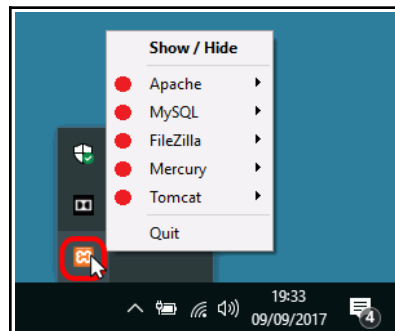 Show / Hide
Apache
MySQL
FileZilla
Mercury
Tomcat
Quit
19:33
09/09/2017
4